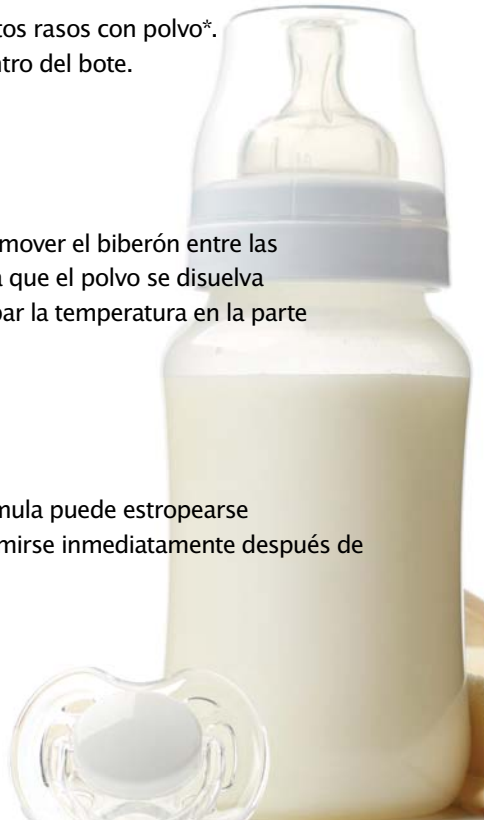 tos rasos con polvo*.
ntro del bote.
mover el biberón entre las
a que el polvo se disuelva
bar la temperatura en la parte
mula puede estropearse
mirse inmediatamente después de